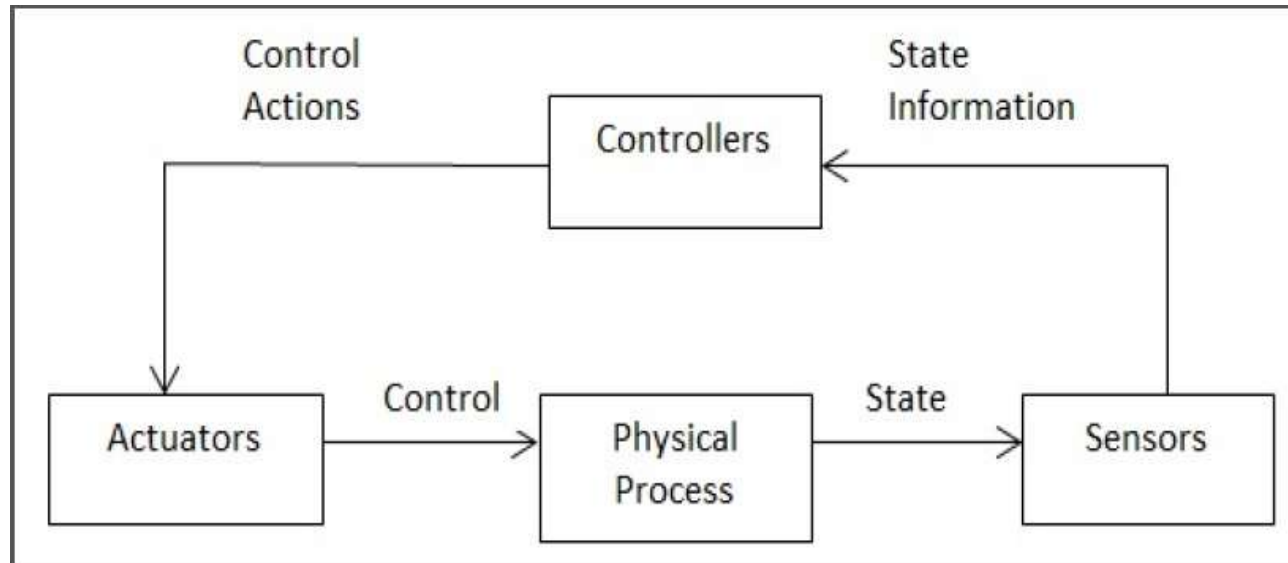 Control
Actions
State
Information
Controllers
Control
State
Actuators
Physical
Process
Sensors